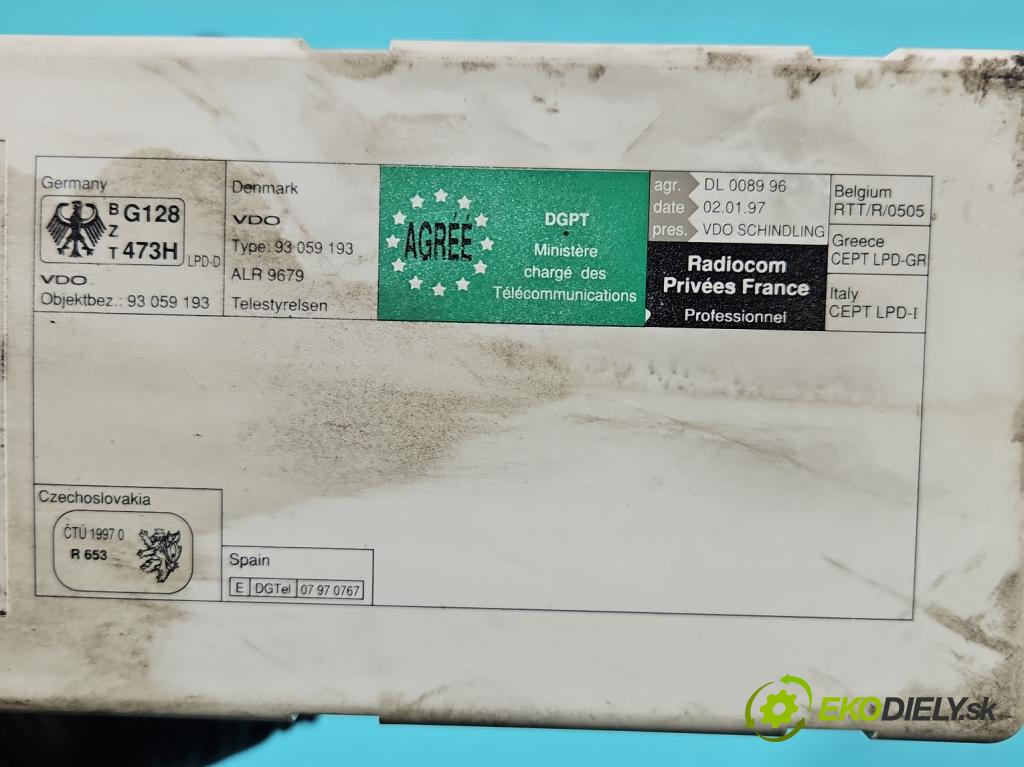 Germany
BZT G128 473H
LPD-D
VDO
Objektbez.: 93 059 193
Denmark
VDO
Type: 93 059 193
ALR 9679
Telestyrelsen
AGRÉÉ
DGPT
Ministère
chargé des
Télécommunications
agr. DL 0089 96
date 02.01.97
pres. VDO SCHINDLING
Radiocom
Privées France
Professionnel
Belgium
RTT/R/0505
Greece
CEPT LPD-GR
Italy
CEPT LPD-I
Czechoslovakia
ČTÚ 1997 0
R 653
Spain
E DGTel 07 97 0767
EKODIELY.sk